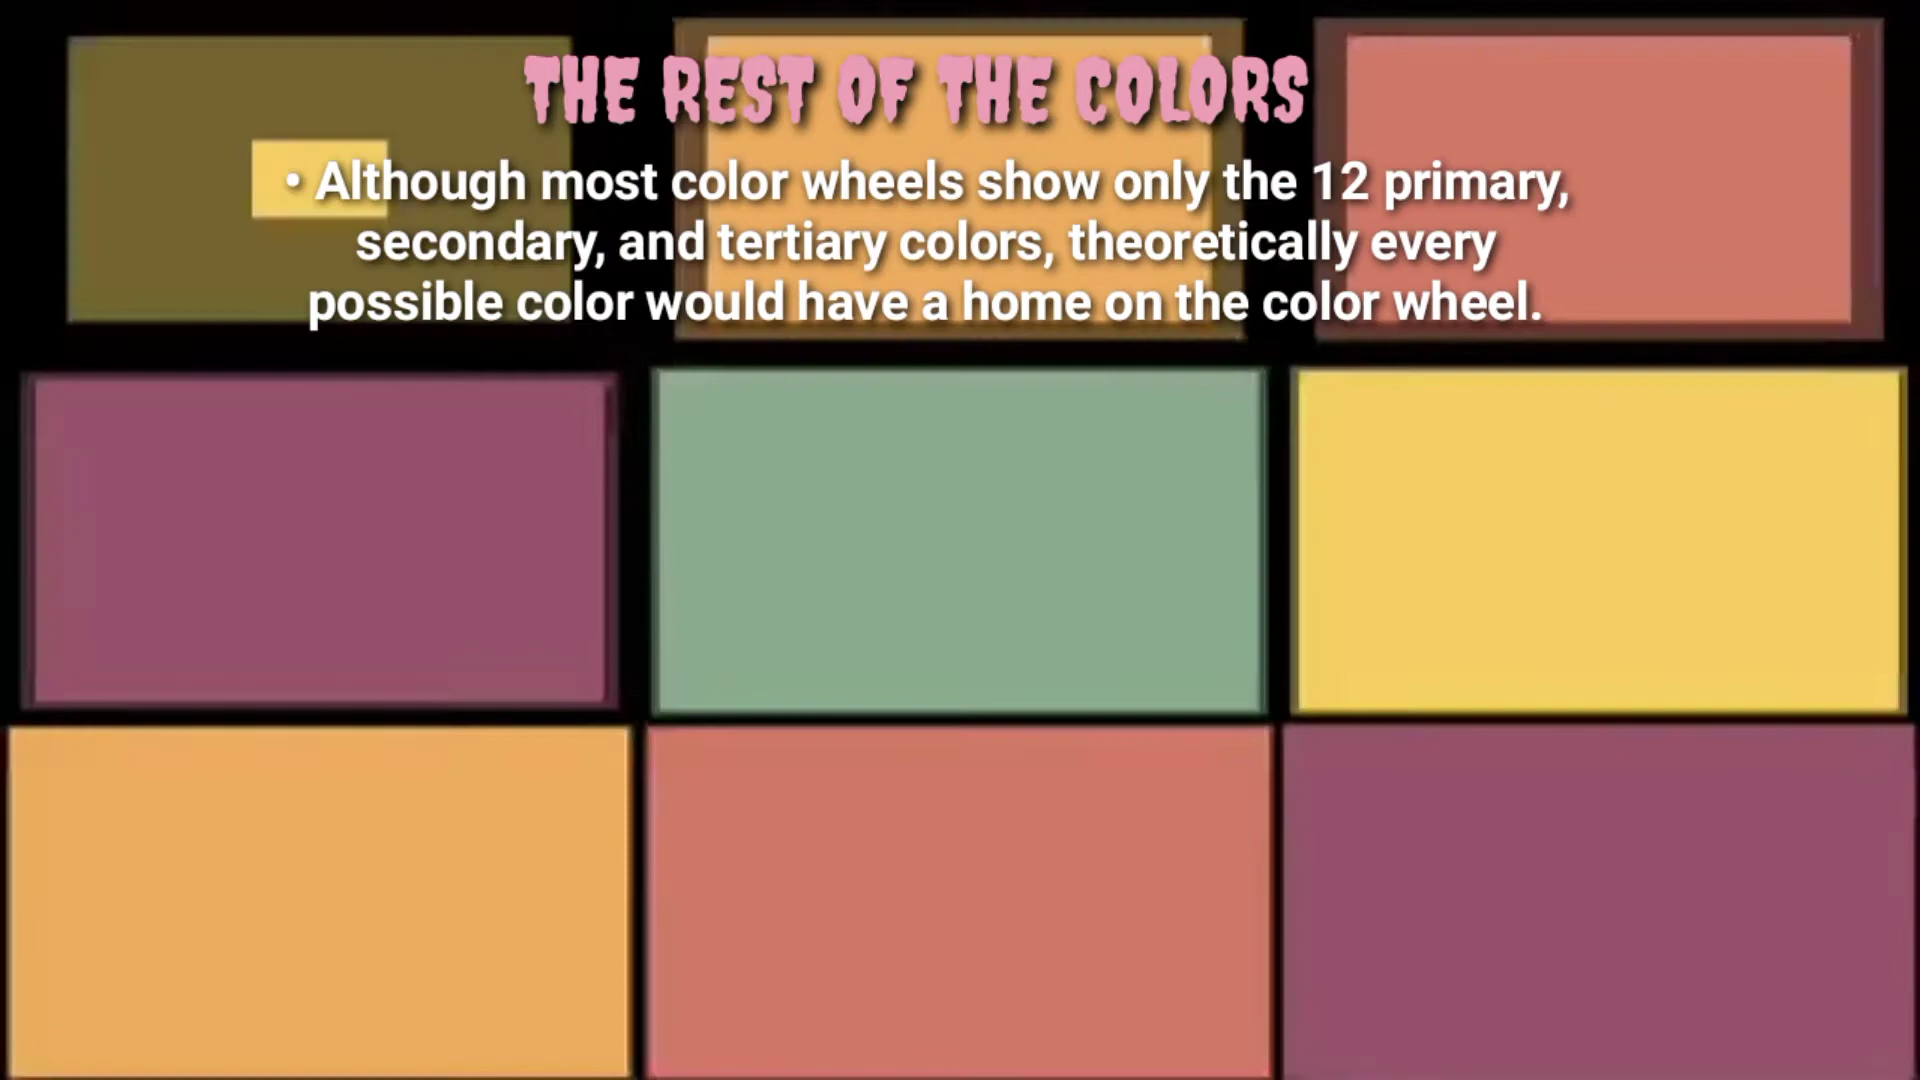 THE REST OF THE COLORS
• Although most color wheels show only the 12 primary,
secondary, and tertiary colors, theoretically every
possible color would have a home on the color wheel.